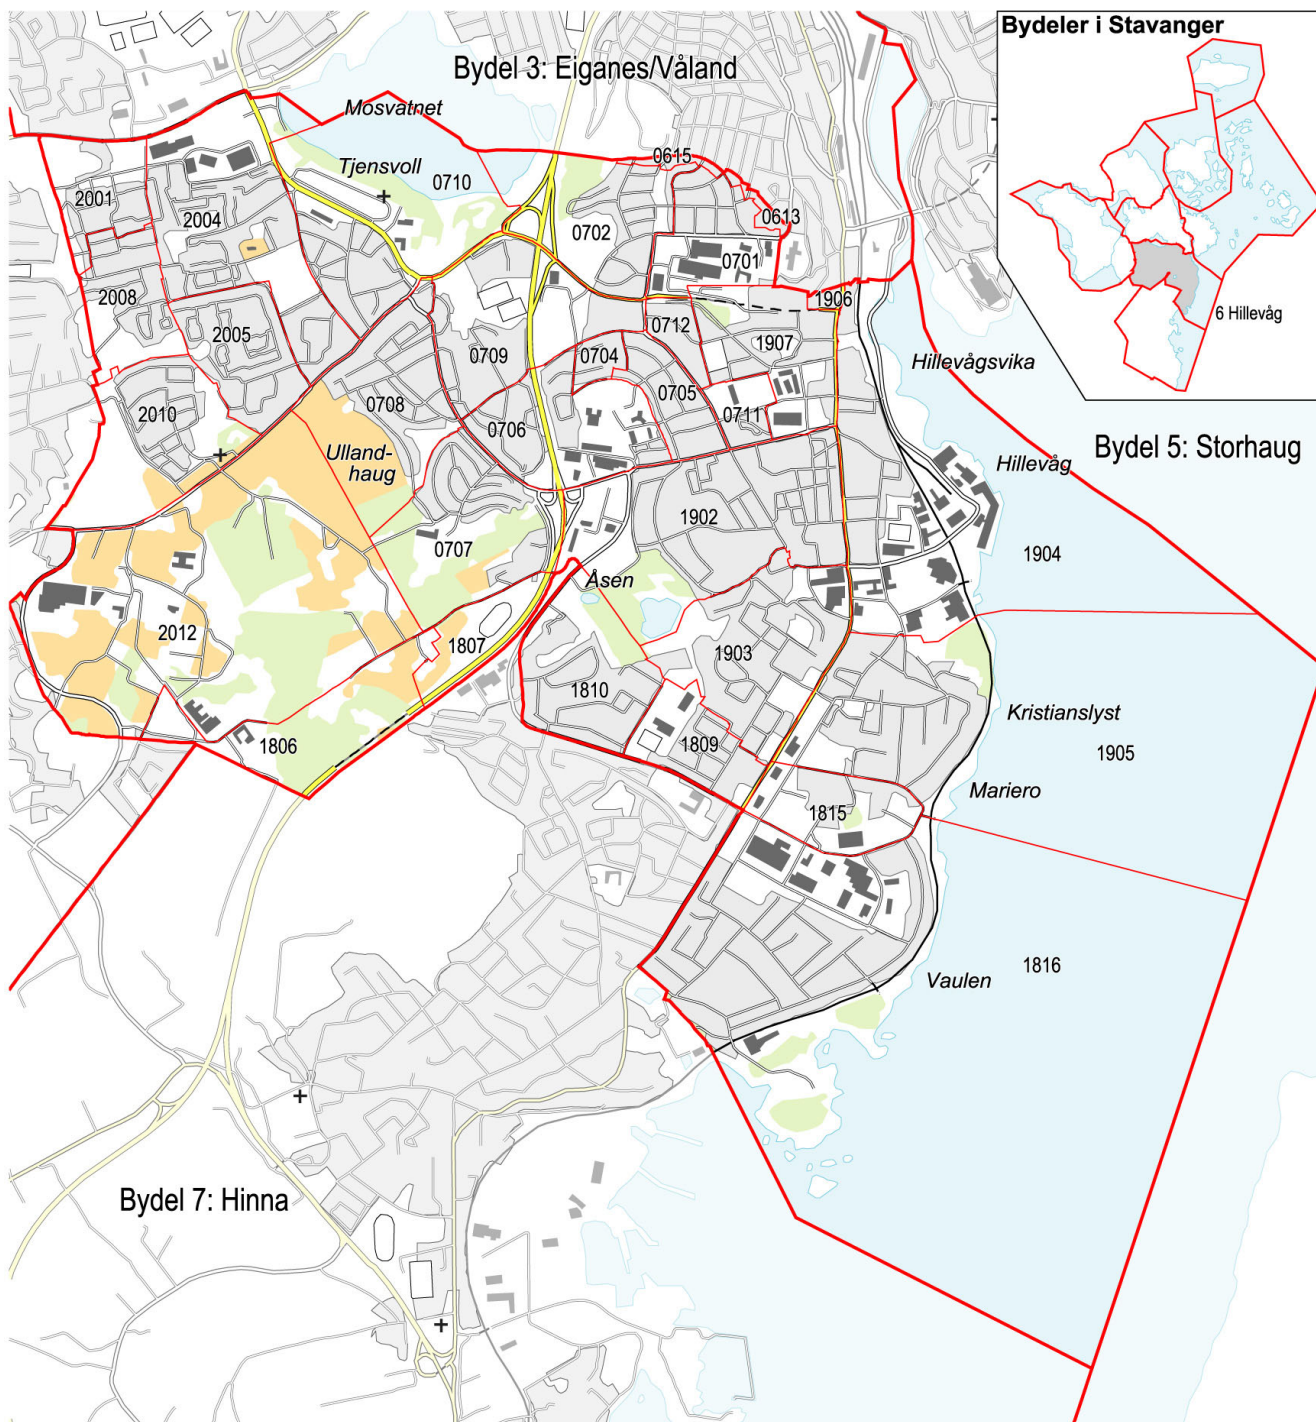 Bydeler i Stavanger
6 Hillevåg
Bydel 3: Eiganes/Våland
Mosvatnet
Tjensvoll
0615
0710
2001
2004
0613
0702
0701
2008
1906
2005
0712
1907
0709
0704
Hillevågsvika
0705
0708
2010
0711
0706
Bydel 5: Storhaug
Ulland-
haug
Hillevåg
1902
0707
1904
Åsen
2012
1807
1903
1810
Kristianslyst
1806
1809
1905
Mariero
1815
Vaulen
1816
Bydel 7: Hinna